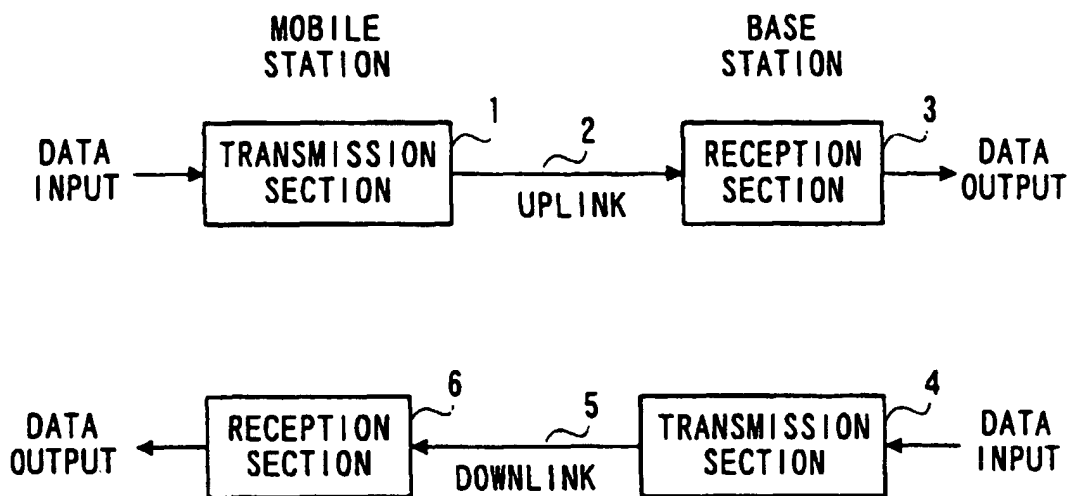 MOBILE
STATION
BASE
STATION
1
2
3
DATA
INPUT
TRANSMISSION
SECTION
UPLINK
RECEPTION
SECTION
DATA
OUTPUT
6
5
4
DATA
OUTPUT
RECEPTION
SECTION
DOWNLINK
TRANSMISSION
SECTION
DATA
INPUT